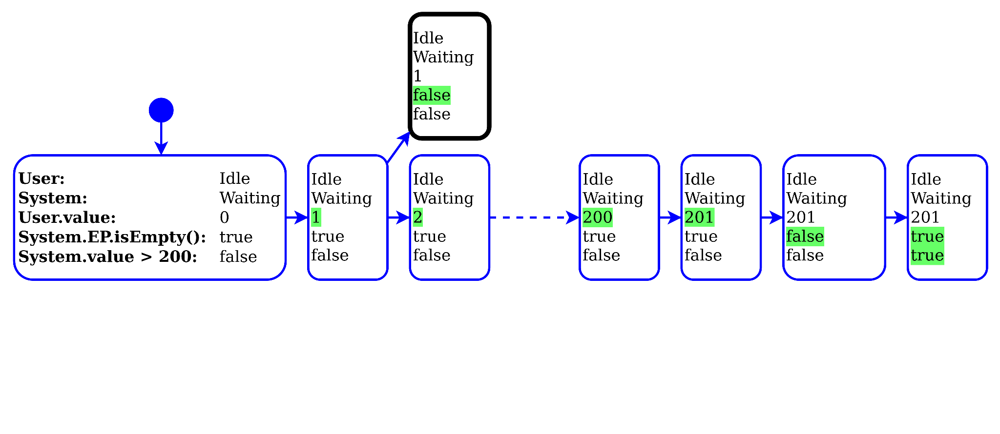 Idle
Waiting
1
false
false
User: Idle
System: Waiting
User.value: 0
System.EP.isEmpty(): true
System.value > 200: false
Idle
Waiting
1
true
false
Idle
Waiting
2
true
false
Idle
Waiting
200
true
false
Idle
Waiting
201
true
false
Idle
Waiting
201
false
false
Idle
Waiting
201
true
true